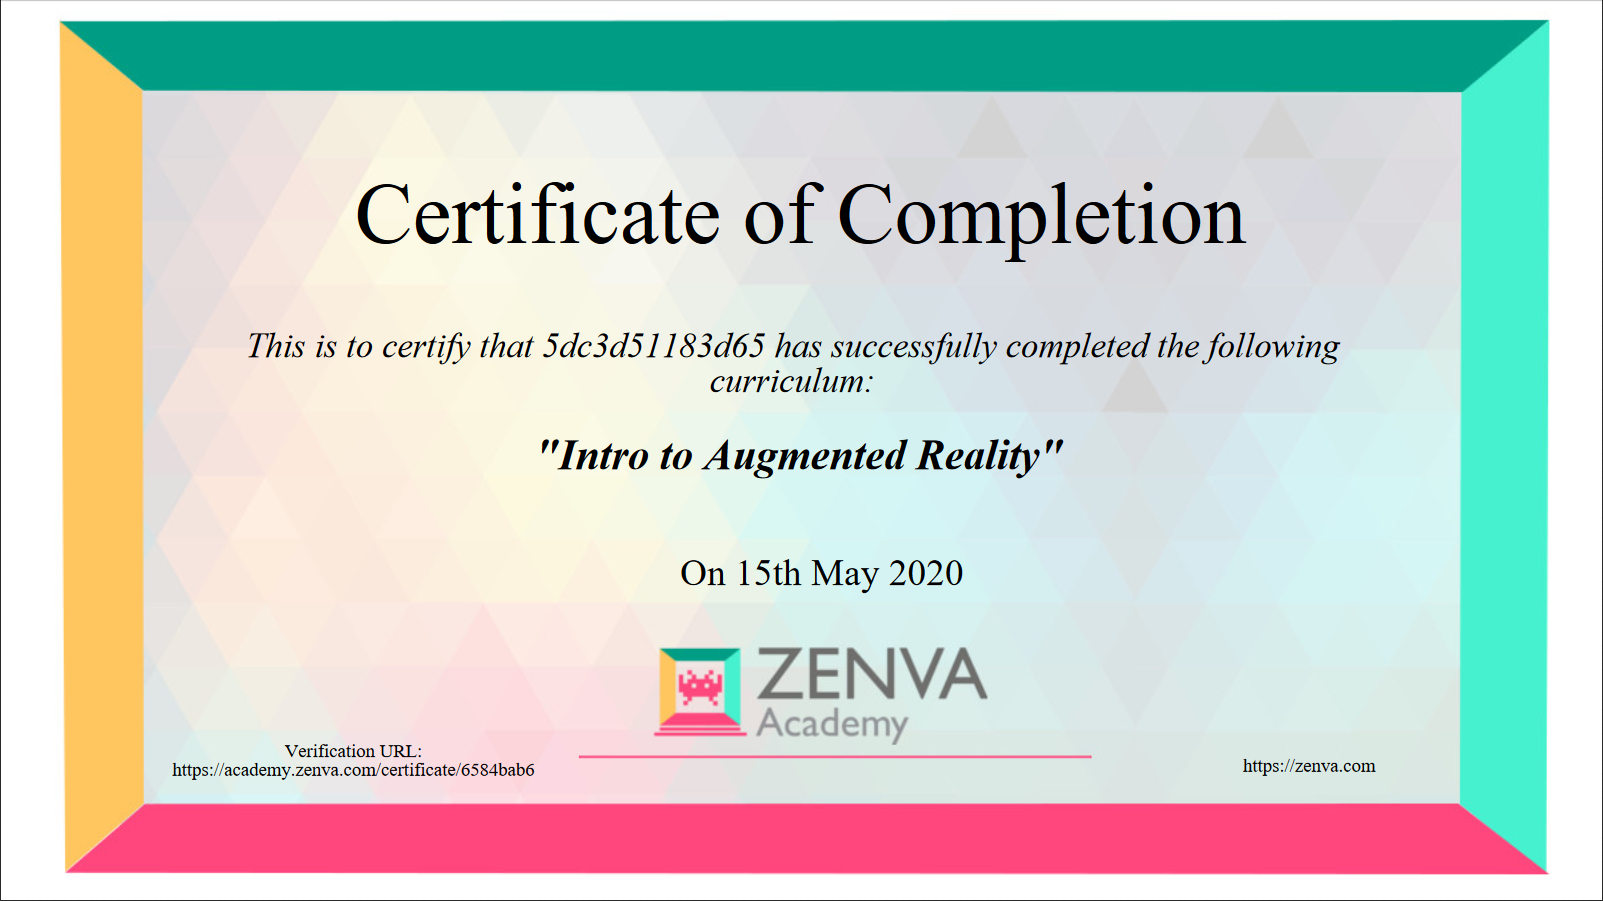 Certificate of Completion
This is to certify that 5dc3d51183d65 has successfully completed the following
curriculum:
"Intro to Augmented Reality"
On 15th May 2020
ZENVA
Academy
Verification URL:
https://academy.zenva.com/certificate/6584bab6
https://zenva.com